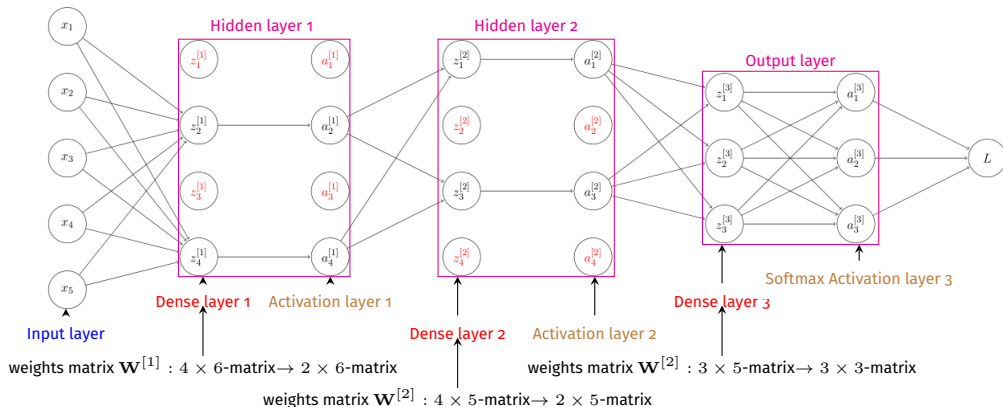 Hidden layer 1
Hidden layer 2
Output layer
x₁
x₂
x₃
x₄
x₅
z₁^[1]
z₂^[1]
z₃^[1]
z₄^[1]
a₁^[1]
a₂^[1]
a₃^[1]
a₄^[1]
z₁^[2]
z₂^[2]
z₃^[2]
z₄^[2]
a₁^[2]
a₂^[2]
a₃^[2]
a₄^[2]
z₁^[3]
z₂^[3]
z₃^[3]
a₁^[3]
a₂^[3]
a₃^[3]
L
Input layer
Dense layer 1
Activation layer 1
Dense layer 2
Activation layer 2
Dense layer 3
Softmax Activation layer 3
weights matrix W^[1] : 4 × 6-matrix→ 2 × 6-matrix
weights matrix W^[2] : 3 × 5-matrix→ 3 × 3-matrix
weights matrix W^[2] : 4 × 5-matrix→ 2 × 5-matrix